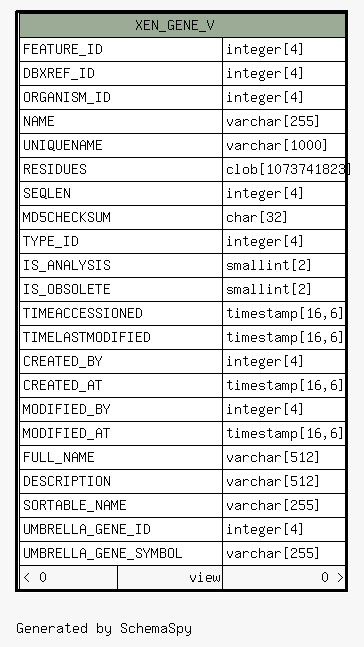 XEN_GENE_V
FEATURE_ID integer[4]
DBXREF_ID integer[4]
ORGANISM_ID integer[4]
NAME varchar[255]
UNIQUENAME varchar[1000]
RESIDUES clob[1073741823]
SEQLEN integer[4]
MD5CHECKSUM char[32]
TYPE_ID integer[4]
IS_ANALYSIS smallint[2]
IS_OBSOLETE smallint[2]
TIMEACCESSIONED timestamp[16,6]
TIMELASTMODIFIED timestamp[16,6]
CREATED_BY integer[4]
CREATED_AT timestamp[16,6]
MODIFIED_BY integer[4]
MODIFIED_AT timestamp[16,6]
FULL_NAME varchar[512]
DESCRIPTION varchar[512]
SORTABLE_NAME varchar[255]
UMBRELLA_GENE_ID integer[4]
UMBRELLA_GENE_SYMBOL varchar[255]
< 0 view 0 >
Generated by SchemaSpy